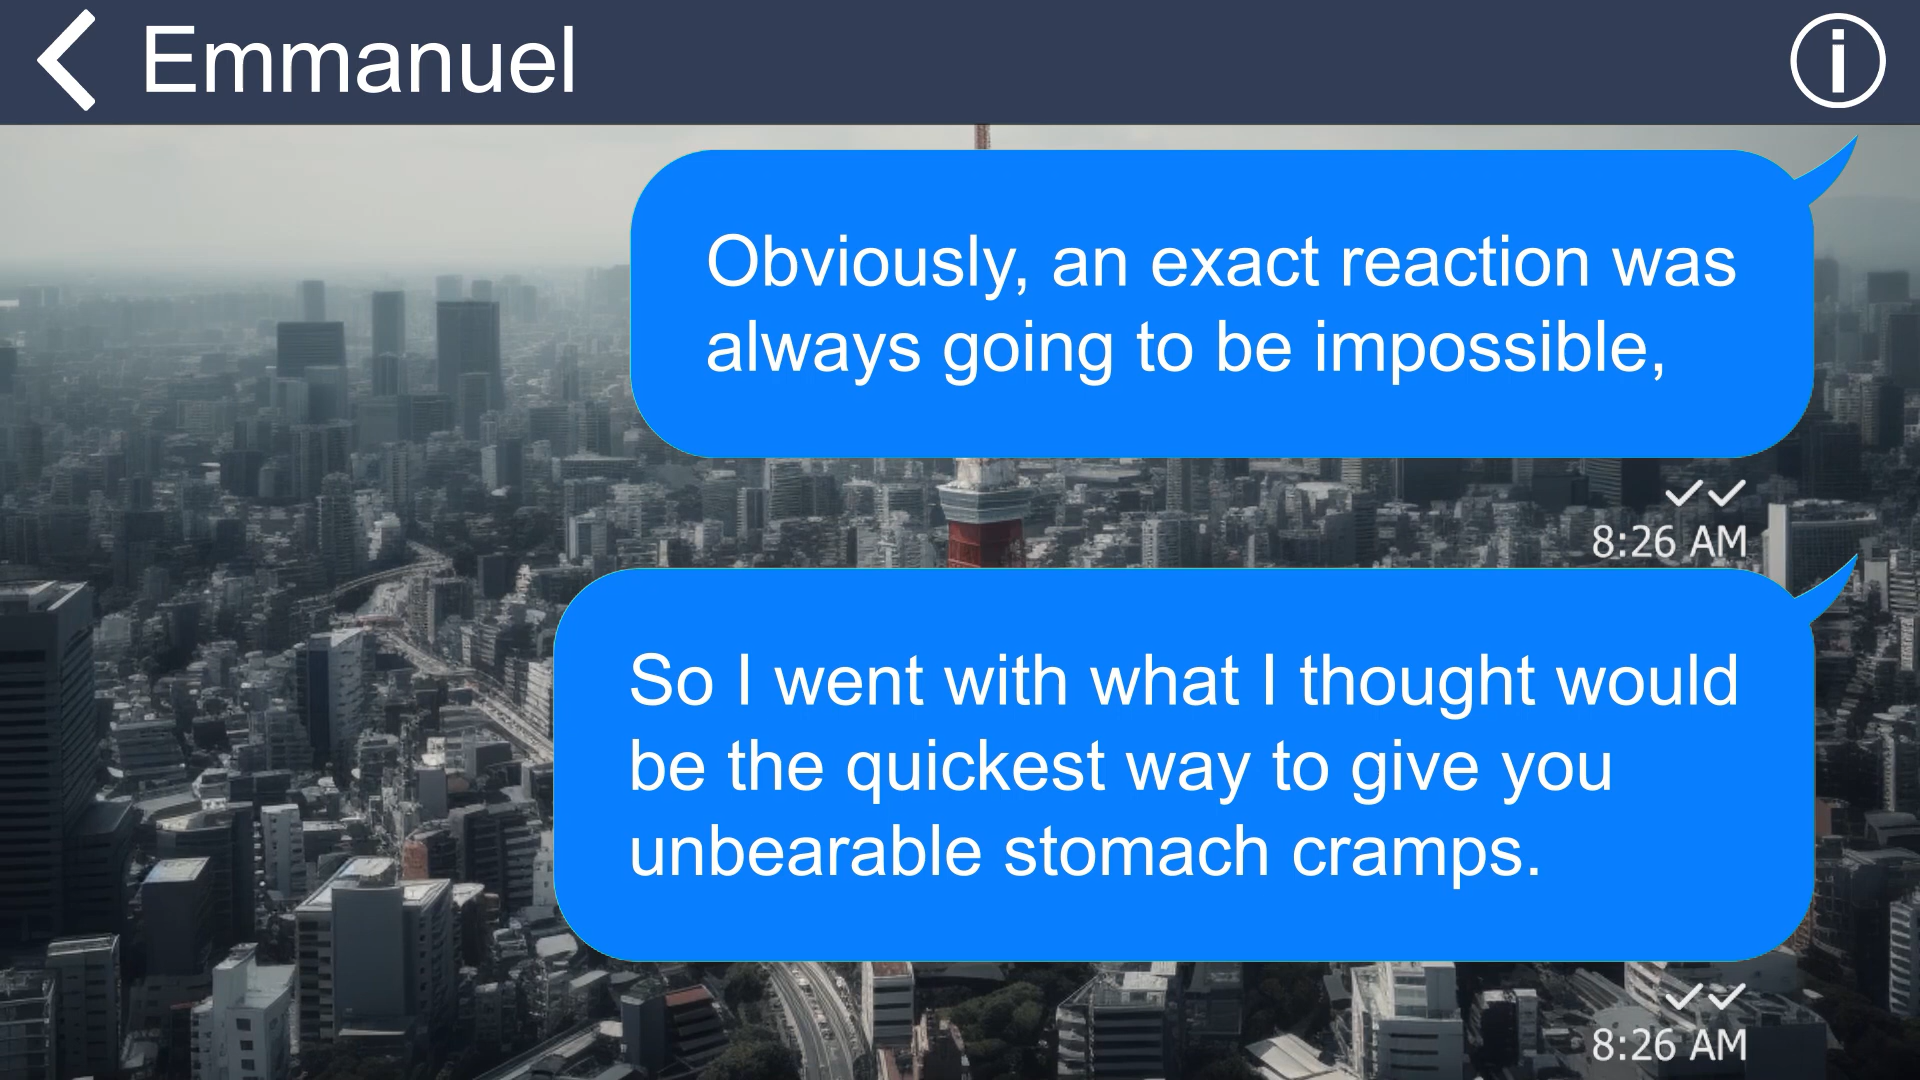 Emmanuel
Obviously, an exact reaction was
always going to be impossible,
8:26 AM
So I went with what I thought would
be the quickest way to give you
unbearable stomach cramps.
8:26 AM